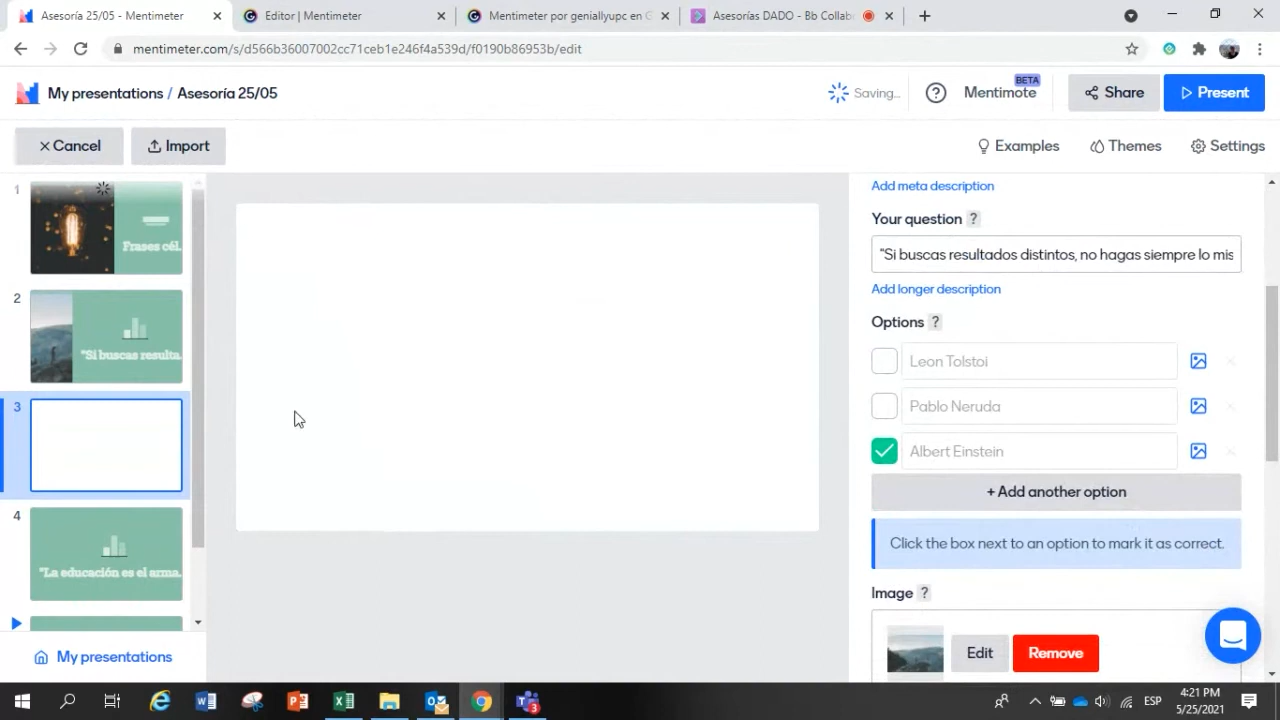 Asesoría 25/05 - Mentimeter
Editor | Mentimeter
Mentimeter por geniallyupc en G
Asesorías DADO - Bb Collab
mentimeter.com/s/d566b36007002cc71ceb1e246f4a539d/f0190b86953b/edit
My presentations / Asesoría 25/05
Saving...
Mentimote
BETA
Share
Present
Cancel
Import
Examples
Themes
Settings
1
Frases cél.
2
"Si buscas resulta.
3
4
"La educación es el arma.
My presentations
Add meta description
Your question ?
"Si buscas resultados distintos, no hagas siempre lo mis
Add longer description
Options ?
Leon Tolstoi
Pablo Neruda
Albert Einstein
+ Add another option
Click the box next to an option to mark it as correct.
Image ?
Edit
Remove
3
ESP
4:21 PM
5/25/2021